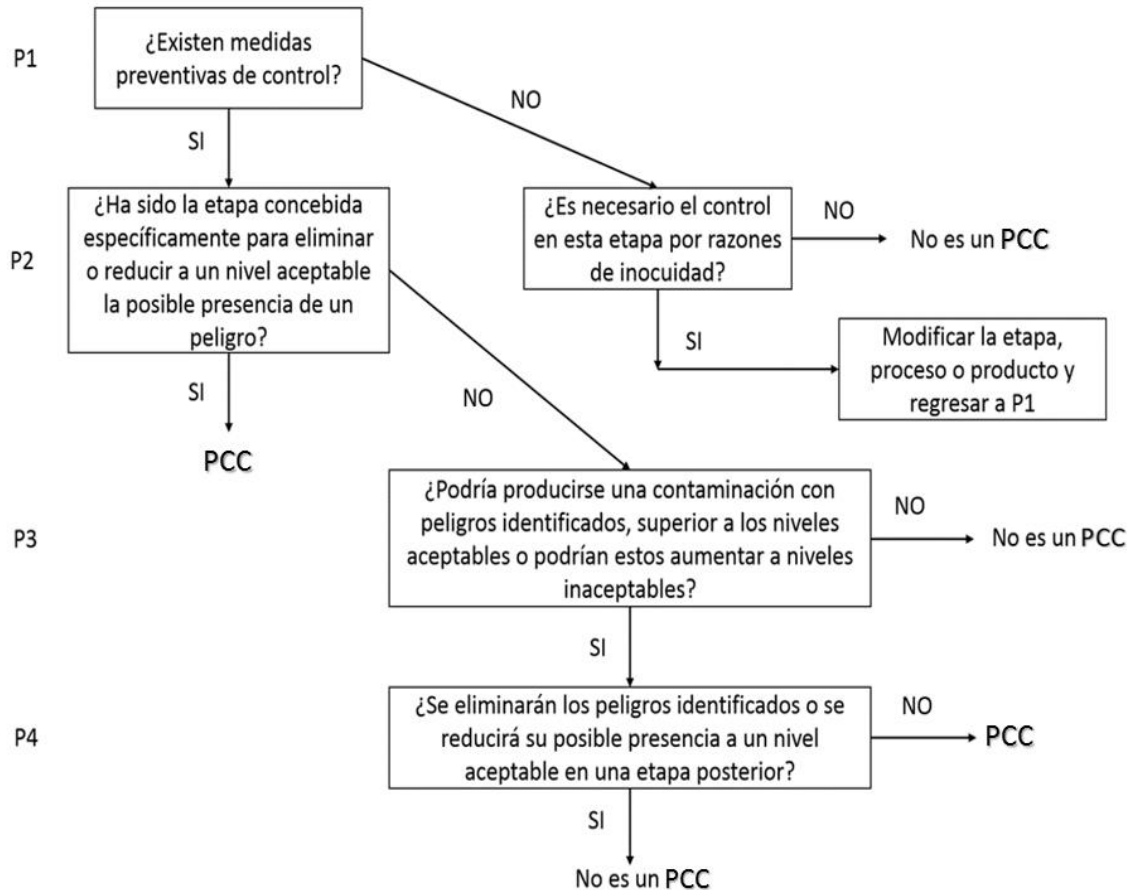 P1
¿Existen medidas
preventivas de control?
NO
SI
P2
¿Ha sido la etapa concebida
específicamente para eliminar
o reducir a un nivel aceptable
la posible presencia de un
peligro?
¿Es necesario el control
en esta etapa por razones
de inocuidad?
NO
No es un PCC
SI
Modificar la etapa,
proceso o producto y
regresar a P1
SI
NO
PCC
P3
¿Podría producirse una contaminación con
peligros identificados, superior a los niveles
aceptables o podrían estos aumentar a niveles
inaceptables?
NO
No es un PCC
SI
P4
¿Se eliminarán los peligros identificados o se
reducirá su posible presencia a un nivel
aceptable en una etapa posterior?
NO
PCC
SI
No es un PCC